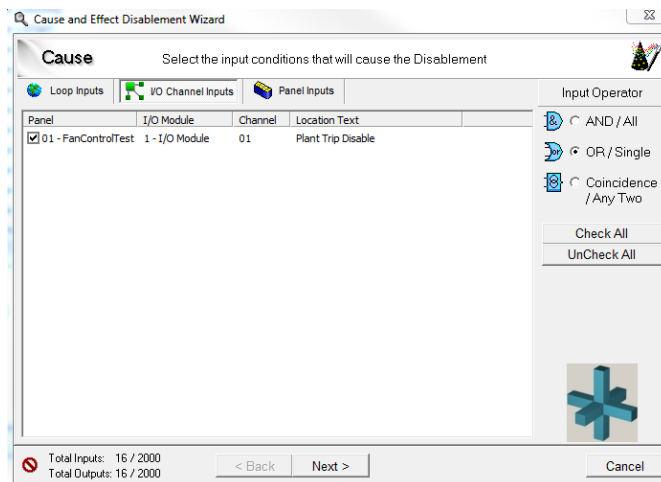 Cause and Effect Disablement Wizard
Cause
Select the input conditions that will cause the Disablement
Loop Inputs I/O Channel Inputs Panel Inputs
Input Operator
Panel I/O Module Channel Location Text
01 - FanControlTest 1 - I/O Module 01 Plant Trip Disable
& AND / All
or OR / Single
Coincidence
/ Any Two
Check All
UnCheck All
Total Inputs: 16 / 2000
Total Outputs: 16 / 2000
< Back Next > Cancel